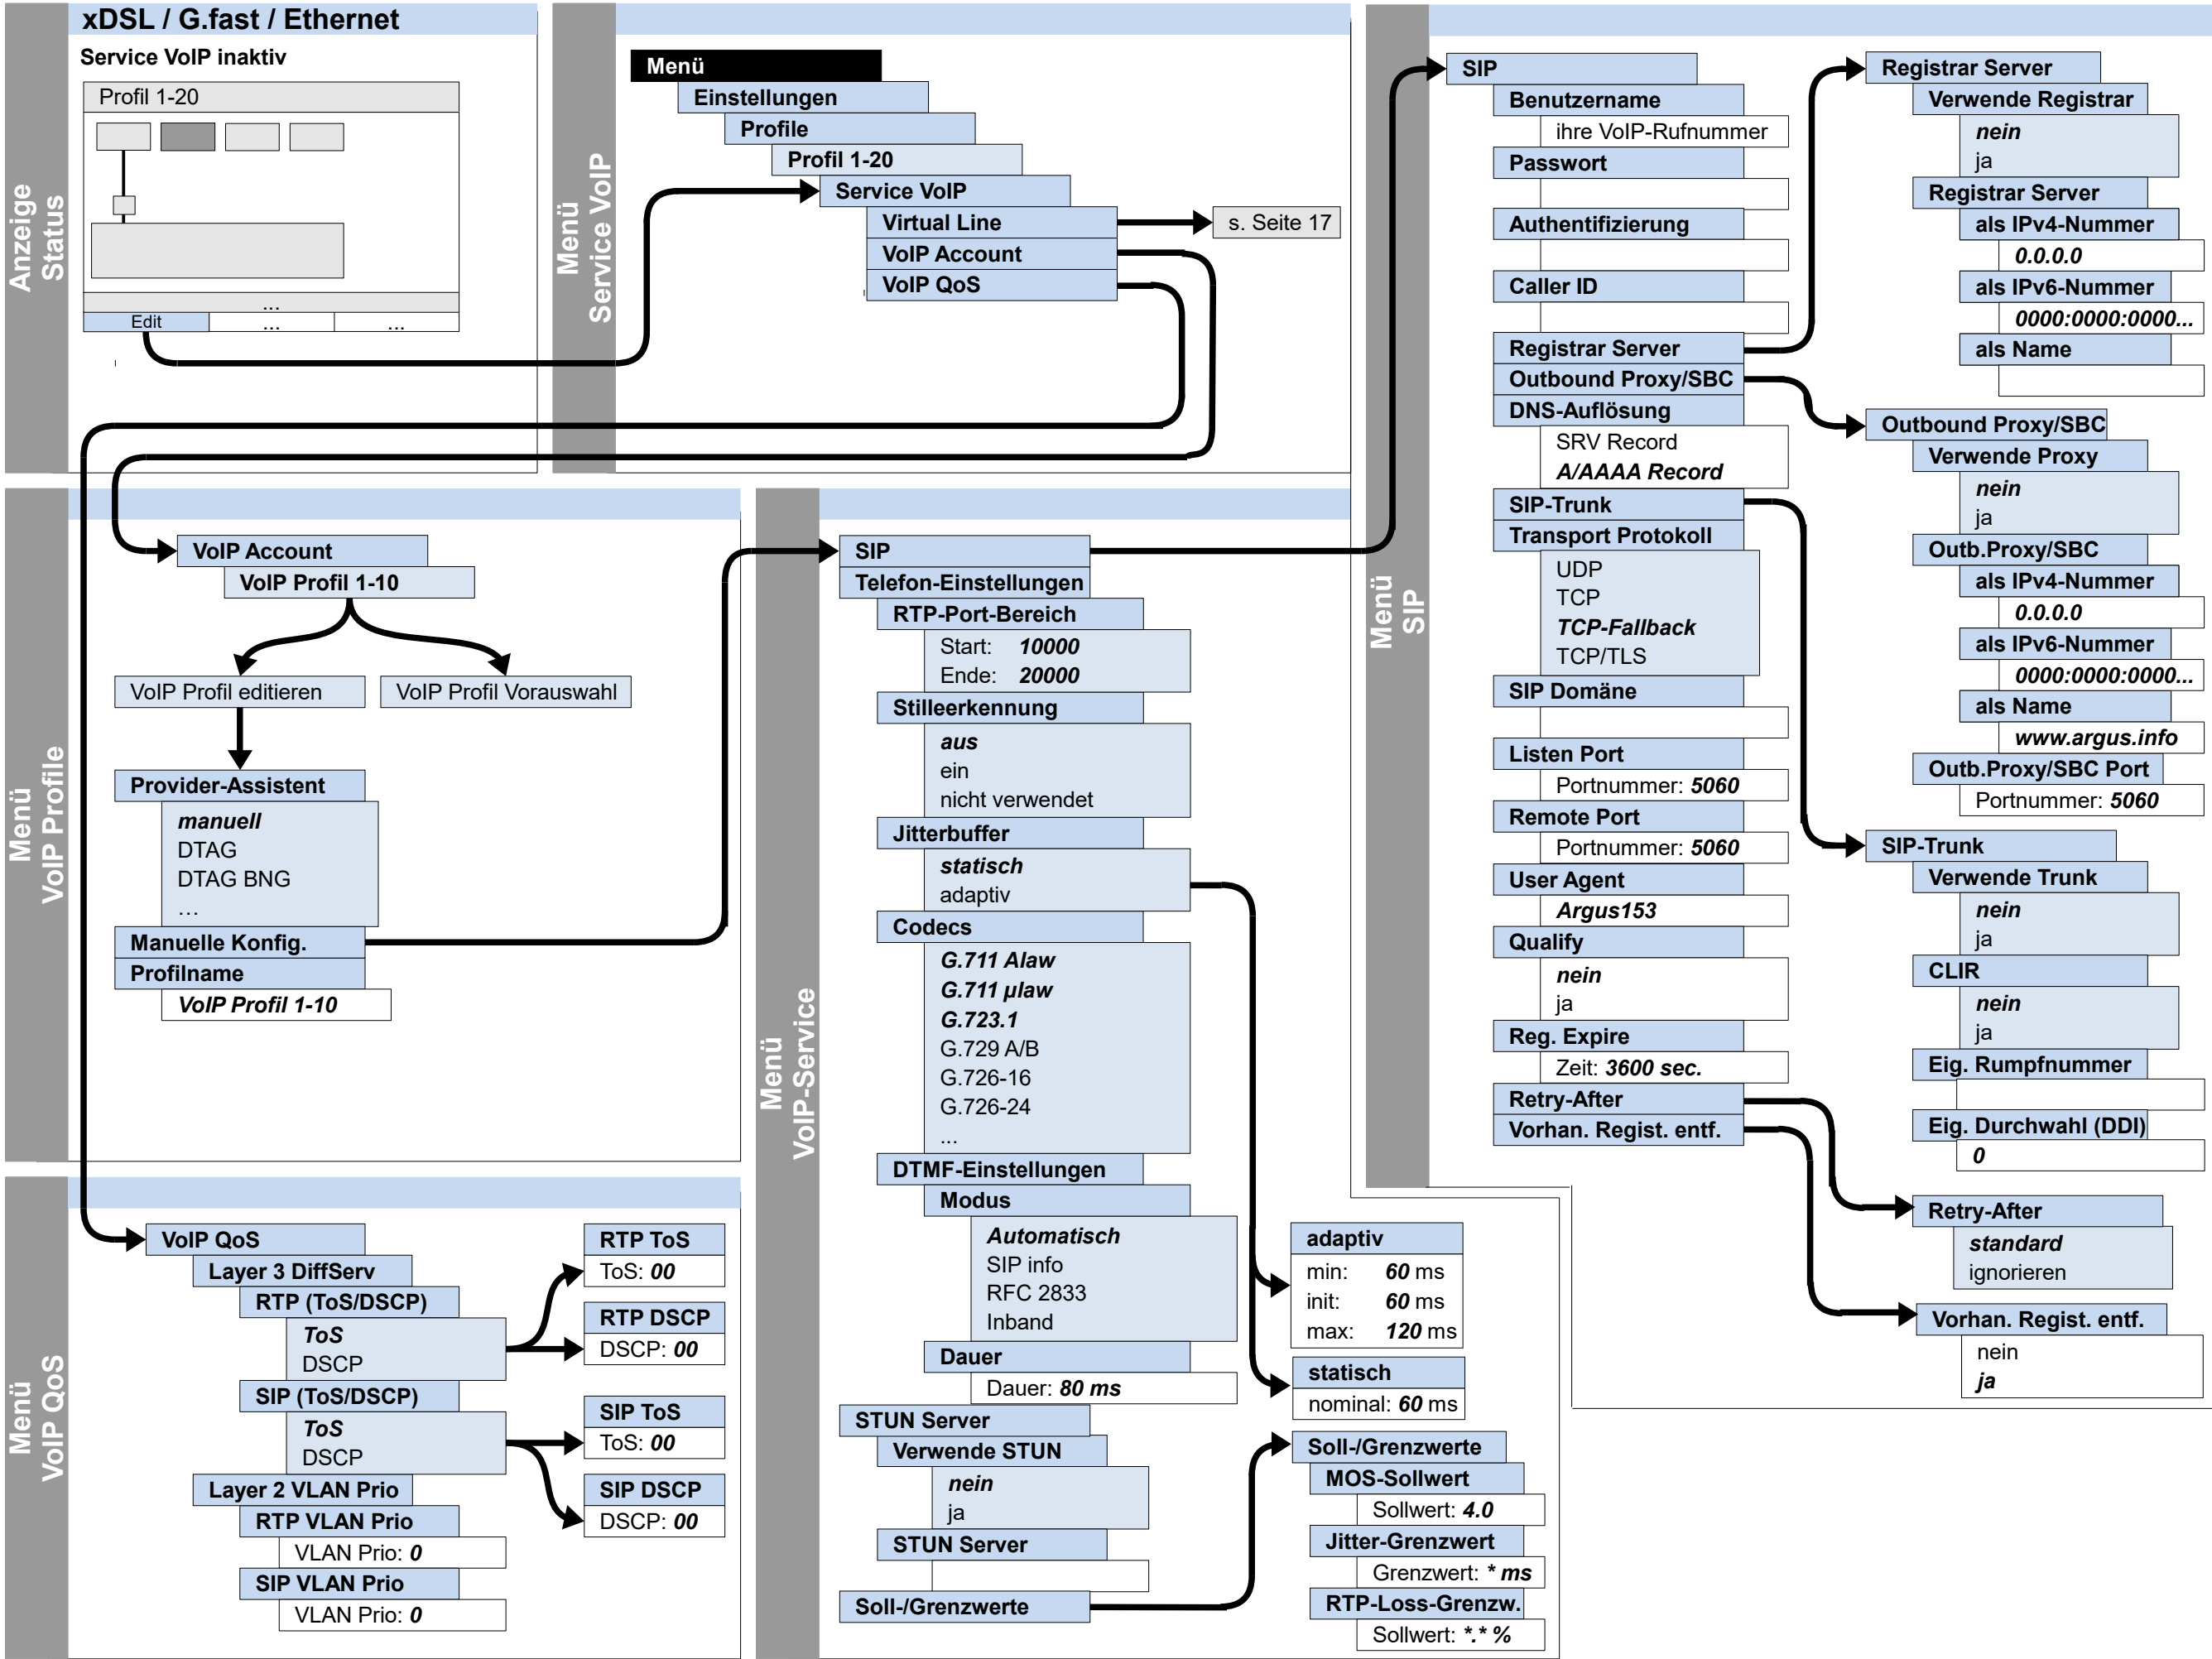 xDSL / G.fast / Ethernet
Anzeige
Status
Service VoIP inaktiv
Profil 1-20
...
Edit
...
...
Menü
Service VoIP
Menü
Einstellungen
Profile
Profil 1-20
Service VoIP
Virtual Line
s. Seite 17
VoIP Account
VoIP QoS
Menü
VoIP Profile
VoIP Account
VoIP Profil 1-10
VoIP Profil editieren
VoIP Profil Vorauswahl
Provider-Assistent
manuell
DTAG
DTAG BNG
…
Manuelle Konfig.
Profilname
VoIP Profil 1-10
Menü
VoIP QoS
VoIP QoS
Layer 3 DiffServ
RTP (ToS/DSCP)
ToS
DSCP
SIP (ToS/DSCP)
ToS
DSCP
Layer 2 VLAN Prio
RTP VLAN Prio
VLAN Prio: 0
SIP VLAN Prio
VLAN Prio: 0
RTP ToS
ToS: 00
RTP DSCP
DSCP: 00
SIP ToS
ToS: 00
SIP DSCP
DSCP: 00
Menü
VoIP-Service
SIP
Telefon-Einstellungen
RTP-Port-Bereich
Start: 10000
Ende: 20000
Stilleerkennung
aus
ein
nicht verwendet
Jitterbuffer
statisch
adaptiv
Codecs
G.711 Alaw
G.711 µlaw
G.723.1
G.729 A/B
G.726-16
G.726-24
...
DTMF-Einstellungen
Modus
Automatisch
SIP info
RFC 2833
Inband
Dauer
Dauer: 80 ms
STUN Server
Verwende STUN
nein
ja
STUN Server
Soll-/Grenzwerte
adaptiv
min: 60 ms
init: 60 ms
max: 120 ms
statisch
nominal: 60 ms
Soll-/Grenzwerte
MOS-Sollwert
Sollwert: 4.0
Jitter-Grenzwert
Grenzwert: * ms
RTP-Loss-Grenzw.
Sollwert: *.* %
Menü
SIP
SIP
Benutzername
ihre VoIP-Rufnummer
Passwort
Authentifizierung
Caller ID
Registrar Server
Outbound Proxy/SBC
DNS-Auflösung
SRV Record
A/AAAA Record
SIP-Trunk
Transport Protokoll
UDP
TCP
TCP-Fallback
TCP/TLS
SIP Domäne
Listen Port
Portnummer: 5060
Remote Port
Portnummer: 5060
User Agent
Argus153
Qualify
nein
ja
Reg. Expire
Zeit: 3600 sec.
Retry-After
Vorhan. Regist. entf.
Registrar Server
Verwende Registrar
nein
ja
Registrar Server
als IPv4-Nummer
0.0.0.0
als IPv6-Nummer
0000:0000:0000...
als Name
Outbound Proxy/SBC
Verwende Proxy
nein
ja
Outb.Proxy/SBC
als IPv4-Nummer
0.0.0.0
als IPv6-Nummer
0000:0000:0000...
als Name
www.argus.info
Outb.Proxy/SBC Port
Portnummer: 5060
SIP-Trunk
Verwende Trunk
nein
ja
CLIR
nein
ja
Eig. Rumpfnummer
Eig. Durchwahl (DDI)
0
Retry-After
standard
ignorieren
Vorhan. Regist. entf.
nein
ja